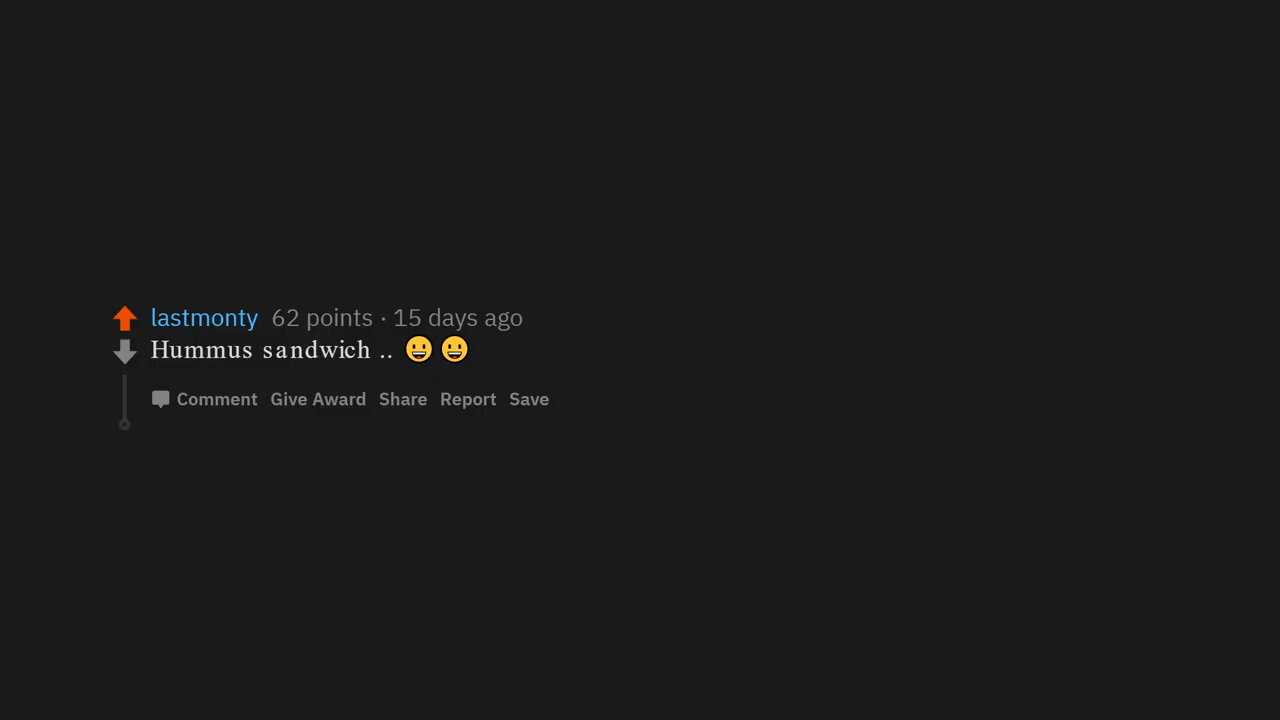 lastmonty 62 points · 15 days ago
Hummus sandwich .. 😀 😀
Comment Give Award Share Report Save